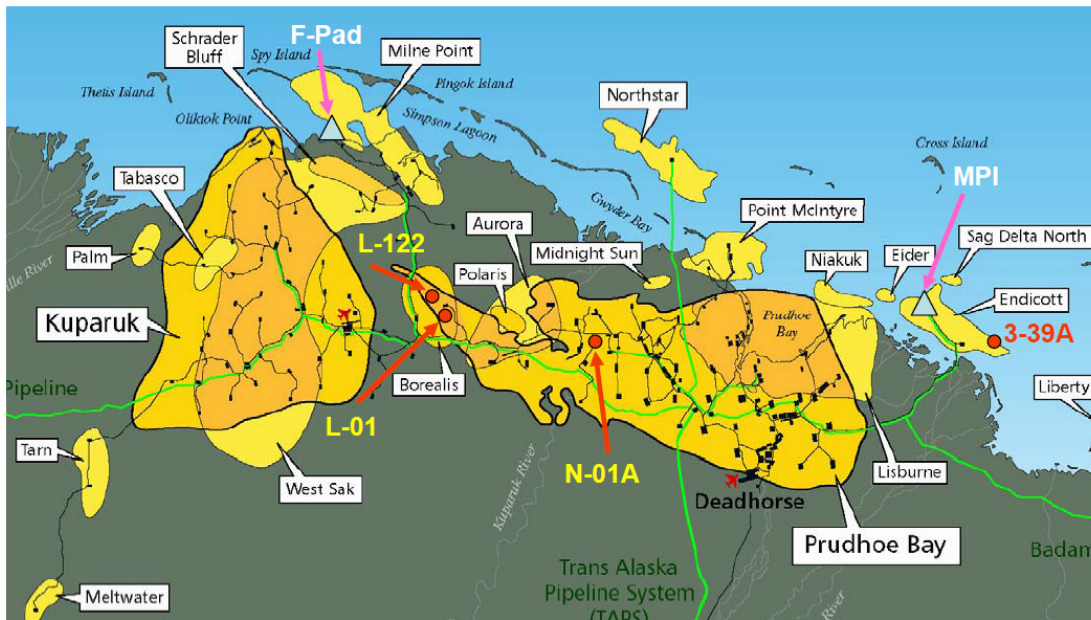 F-Pad
Schrader
Bluff
Spy Island
Milne Point
Thetis Island
Pingok Island
Oliktok Point
Simpson Lagoon
Northstar
Cross Island
MPI
Tabasco
Gwyder Bay
Point McIntyre
Sag Delta North
Aurora
L-122
Palm
Midnight Sun
Niakuk
Eider
Polaris
Endicott
Kuparuk
Prudhoe
Bay
3-39A
Borealis
Pipeline
Liberty
L-01
Tarn
N-01A
Lisburne
West Sak
Deadhorse
Kuparuk River
Prudhoe Bay
Badam
Trans Alaska
Pipeline System
(TAPS)
Meltwater
River